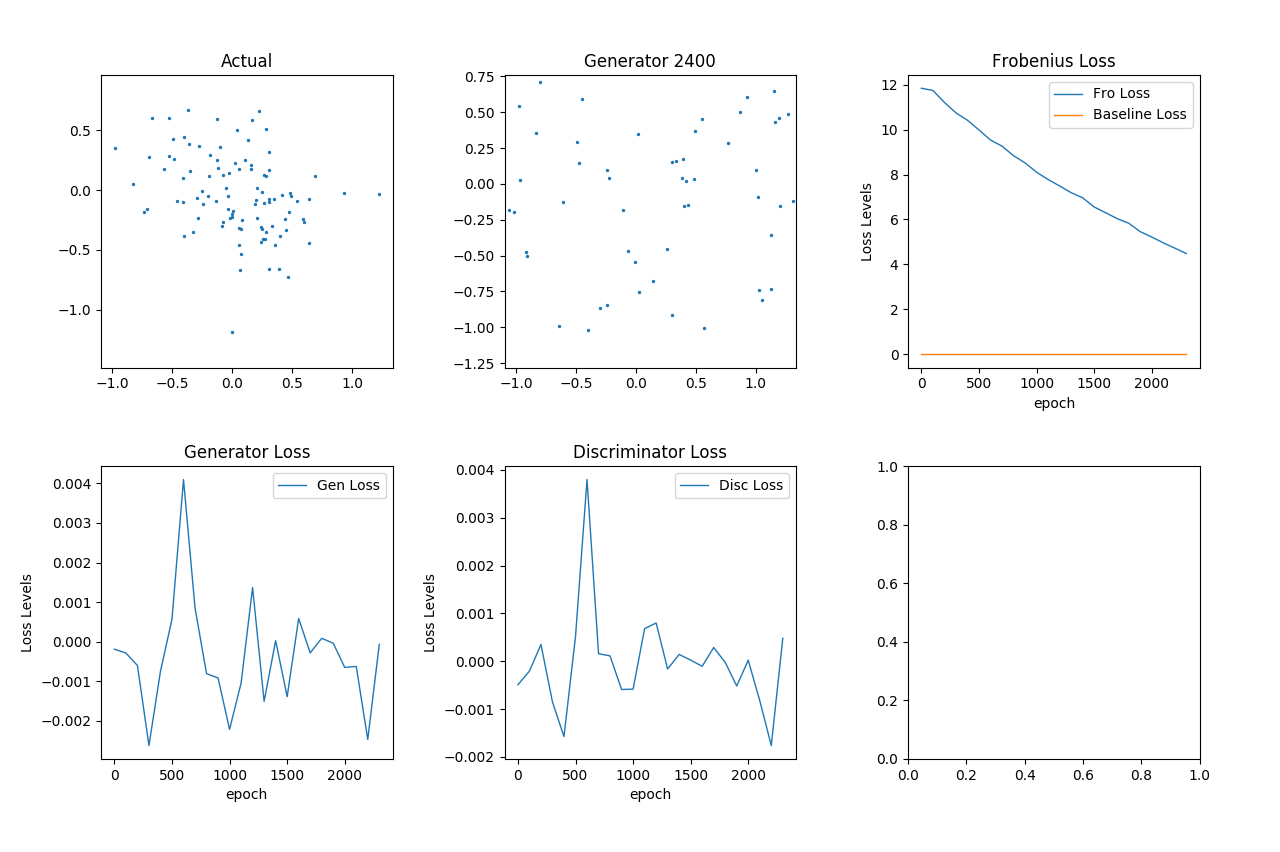 Actual
0.5
0.0
−0.5
−1.0
−1.0 −0.5 0.0 0.5 1.0
Generator 2400
0.75
0.50
0.25
0.00
−0.25
−0.50
−0.75
−1.00
−1.25
−1.0 −0.5 0.0 0.5 1.0
Frobenius Loss
Fro Loss
Baseline Loss
Loss Levels
12
10
8
6
4
2
0
0 500 1000 1500 2000
epoch
Generator Loss
Gen Loss
Loss Levels
0.004
0.003
0.002
0.001
0.000
−0.001
−0.002
0 500 1000 1500 2000
epoch
Discriminator Loss
Disc Loss
Loss Levels
0.004
0.003
0.002
0.001
0.000
−0.001
−0.002
0 500 1000 1500 2000
epoch
1.0
0.8
0.6
0.4
0.2
0.0
0.0 0.2 0.4 0.6 0.8 1.0